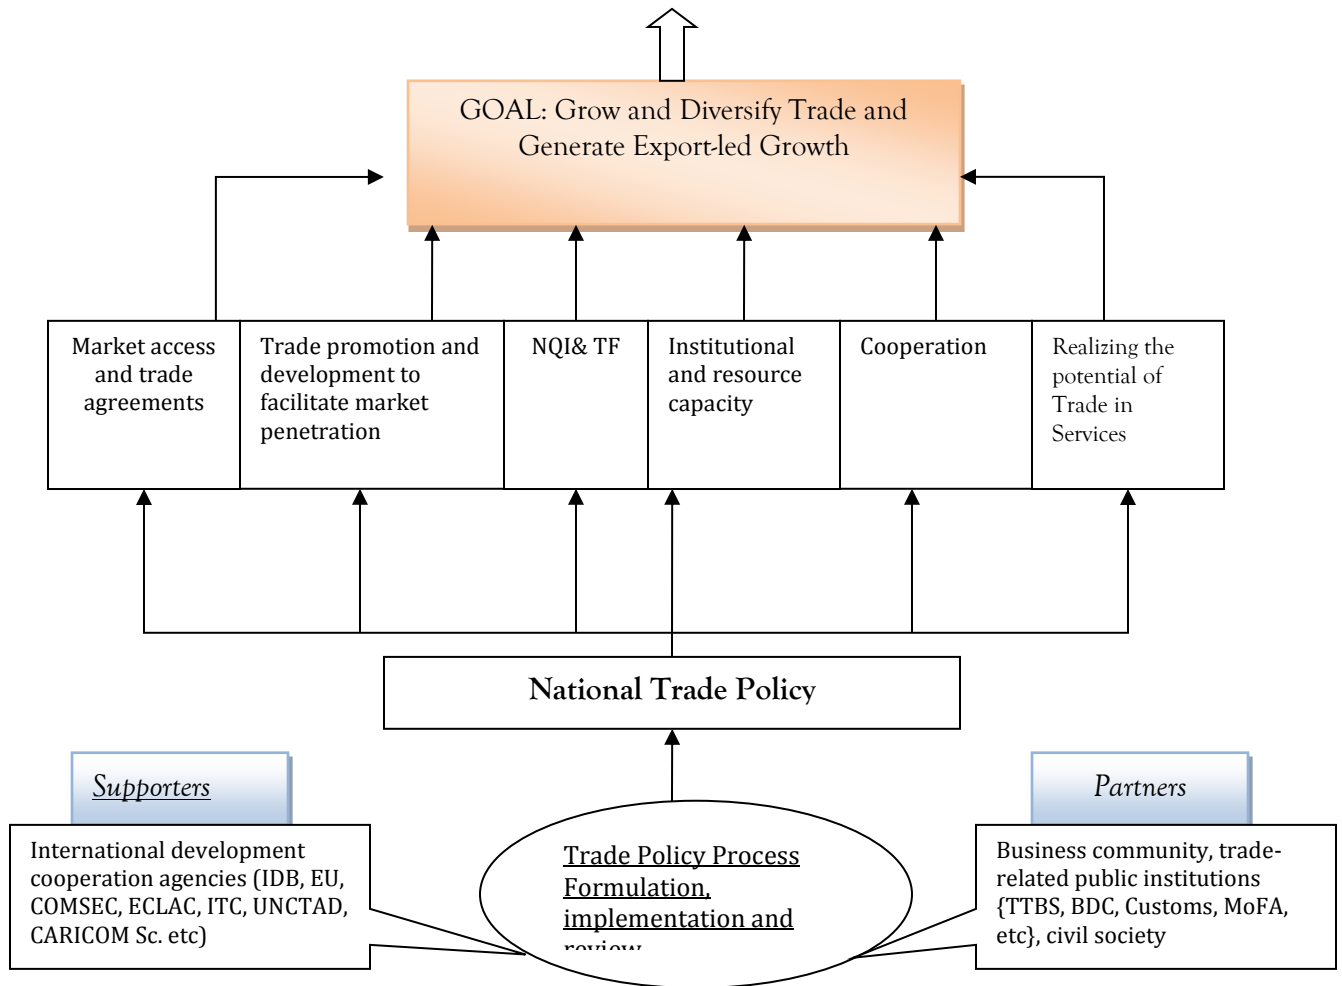 GOAL: Grow and Diversify Trade and
Generate Export-led Growth
Market access
and trade
agreements
Trade promotion and
development to
facilitate market
penetration
NQI& TF
Institutional
and resource
capacity
Cooperation
Realizing the
potential of
Trade in
Services
National Trade Policy
Supporters
International development
cooperation agencies (IDB, EU,
COMSEC, ECLAC, ITC, UNCTAD,
CARICOM Sc. etc)
Trade Policy Process
Formulation,
implementation and
review
Partners
Business community, trade-
related public institutions
{TTBS, BDC, Customs, MoFA,
etc}, civil society